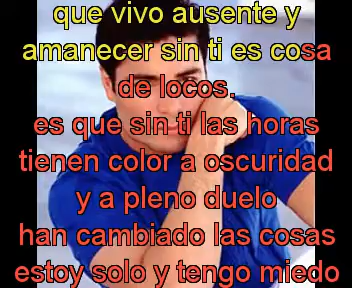 que vivo ausente y
amanecer sin ti es cosa
de locos.
es que sin ti las horas
tienen color a oscuridad
y a pleno duelo
han cambiado las cosas
estoy solo y tengo miedo